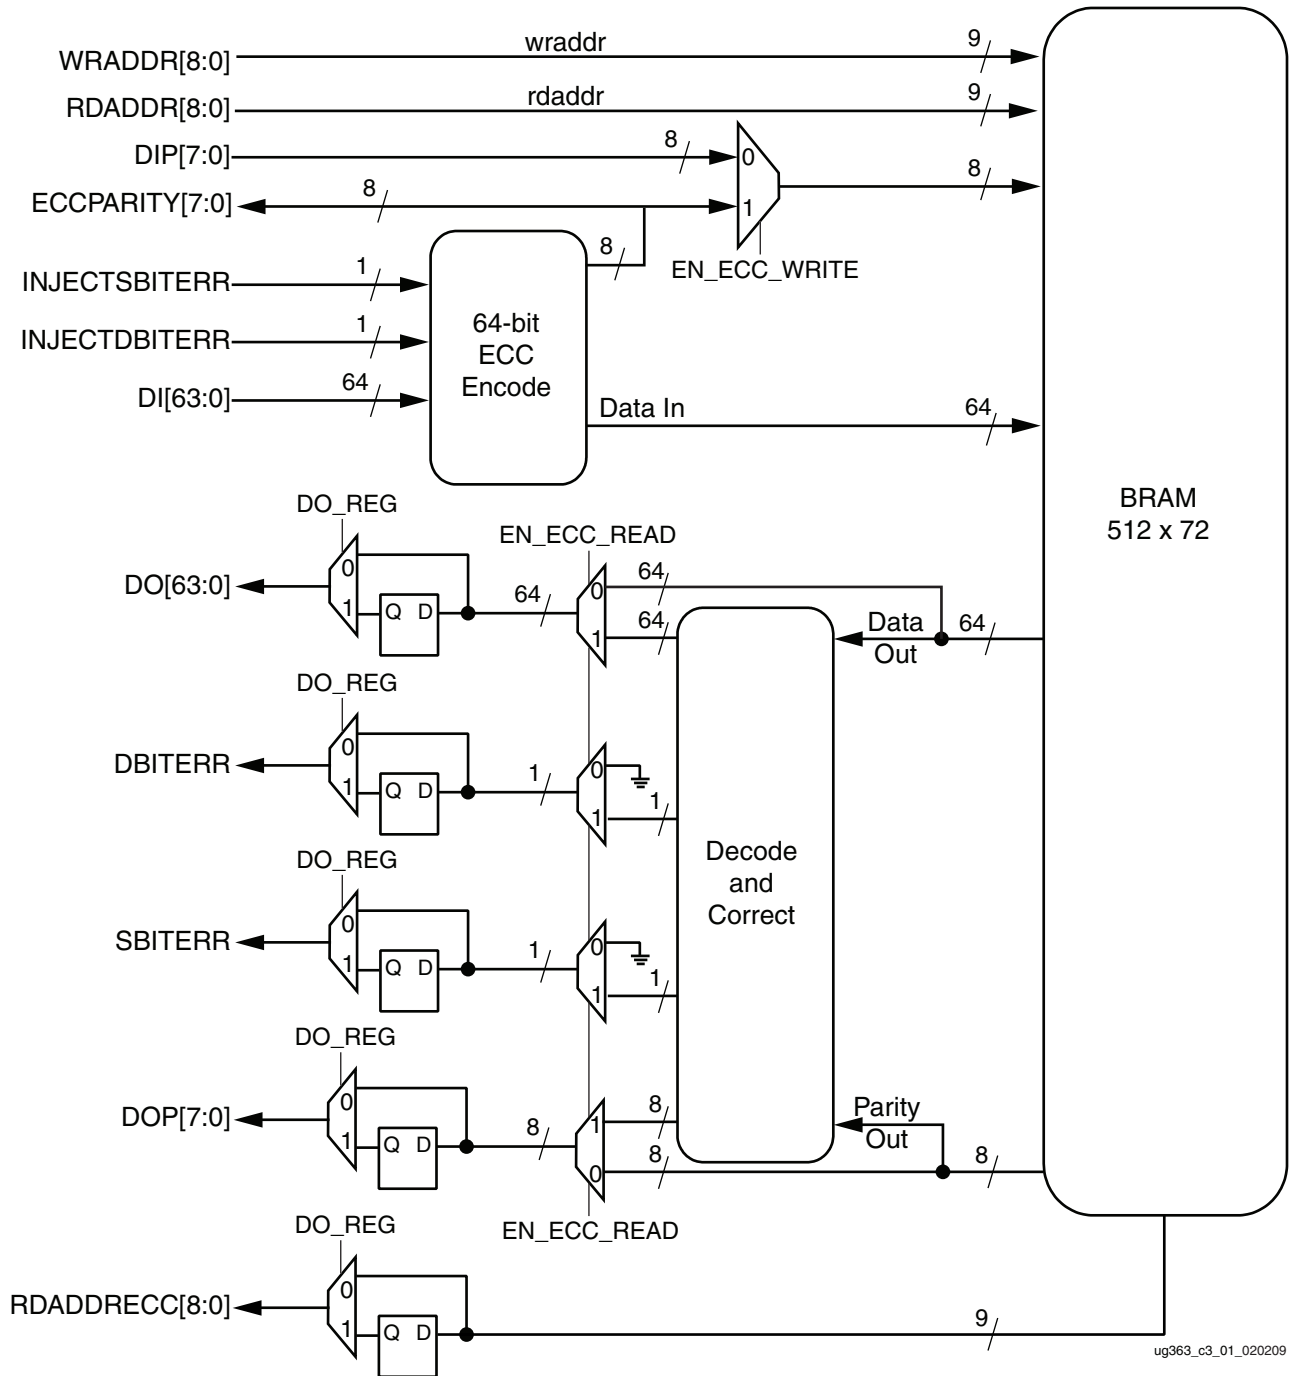 WRADDR[8:0]
wraddr
9
RDADDR[8:0]
rdaddr
9
DIP[7:0]
8
0
8
ECCPARITY[7:0]
8
1
8
EN_ECC_WRITE
INJECTSBITERR
1
INJECTDBITERR
1
DI[63:0]
64
64-bit
ECC
Encode
Data In
64
BRAM
512 x 72
DO_REG
EN_ECC_READ
DO[63:0]
0
1
Q D
64
0
1
64
64
Data
Out
64
DO_REG
DBITERR
0
1
Q D
1
0
1
1
Decode
and
Correct
DO_REG
SBITERR
0
1
Q D
1
0
1
1
DO_REG
DOP[7:0]
0
1
Q D
8
1
0
8
8
Parity
Out
8
EN_ECC_READ
DO_REG
RDADDRECC[8:0]
0
1
Q D
9
ug363_c3_01_020209